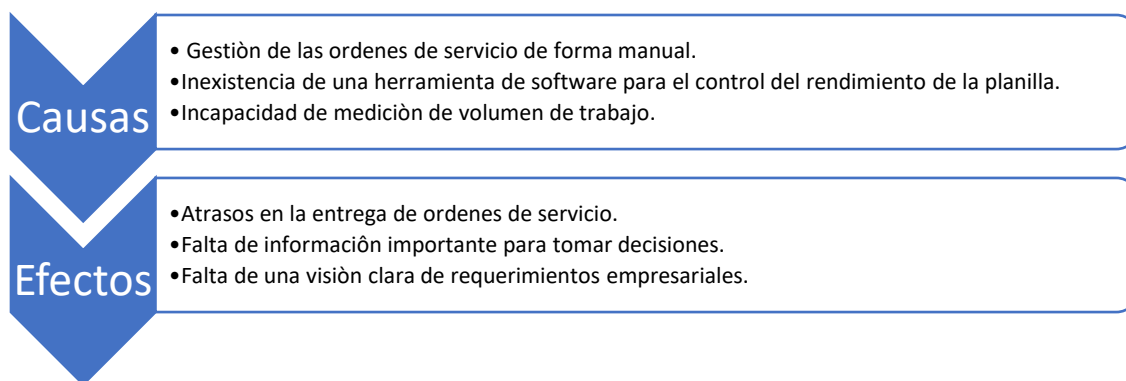 Causas
• Gestiòn de las ordenes de servicio de forma manual.
•Inexistencia de una herramienta de software para el control del rendimiento de la planilla.
•Incapacidad de mediciòn de volumen de trabajo.
Efectos
•Atrasos en la entrega de ordenes de servicio.
•Falta de informaciôn importante para tomar decisiones.
•Falta de una visiòn clara de requerimientos empresariales.